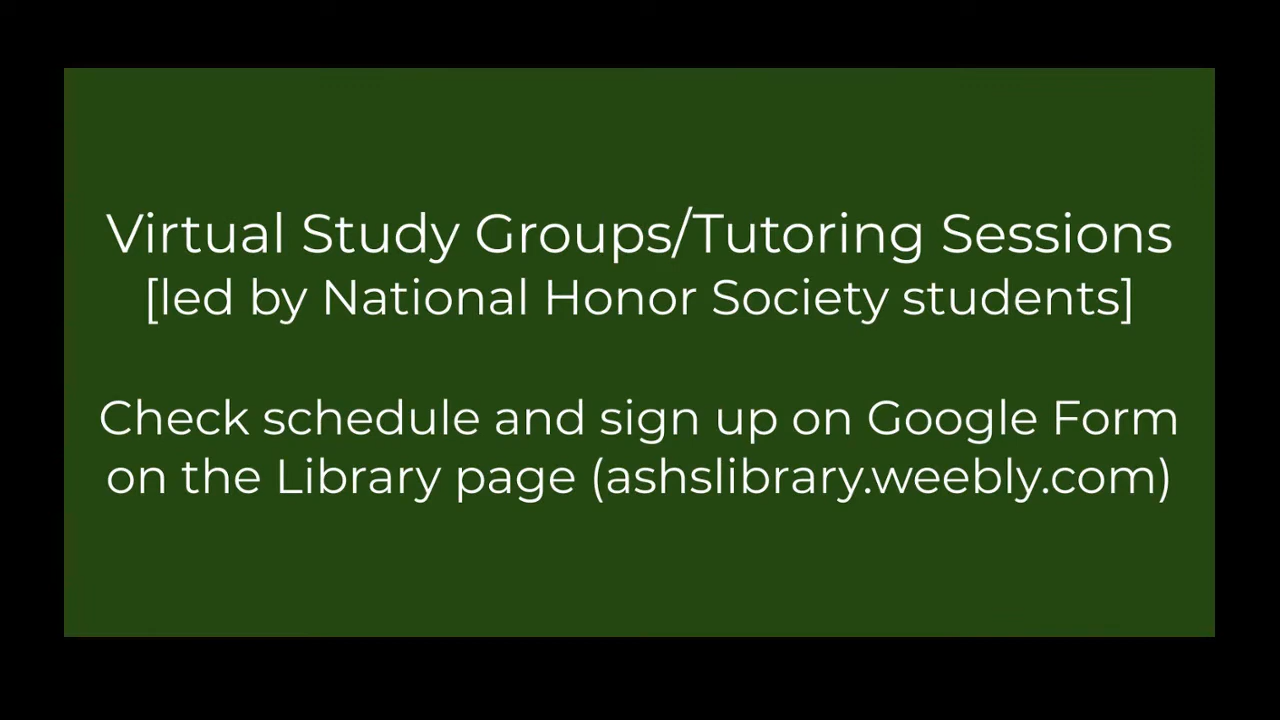 Virtual Study Groups/Tutoring Sessions
[led by National Honor Society students]
Check schedule and sign up on Google Form
on the Library page (ashslibrary.weebly.com)